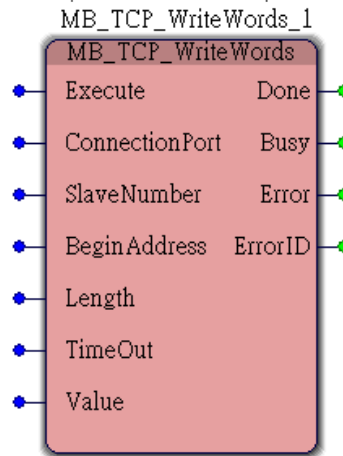 MB_TCP_WriteWords_1
MB_TCP_WriteWords
Execute Done
ConnectionPort Busy
SlaveNumber Error
BeginAddress ErrorID
Length
TimeOut
Value